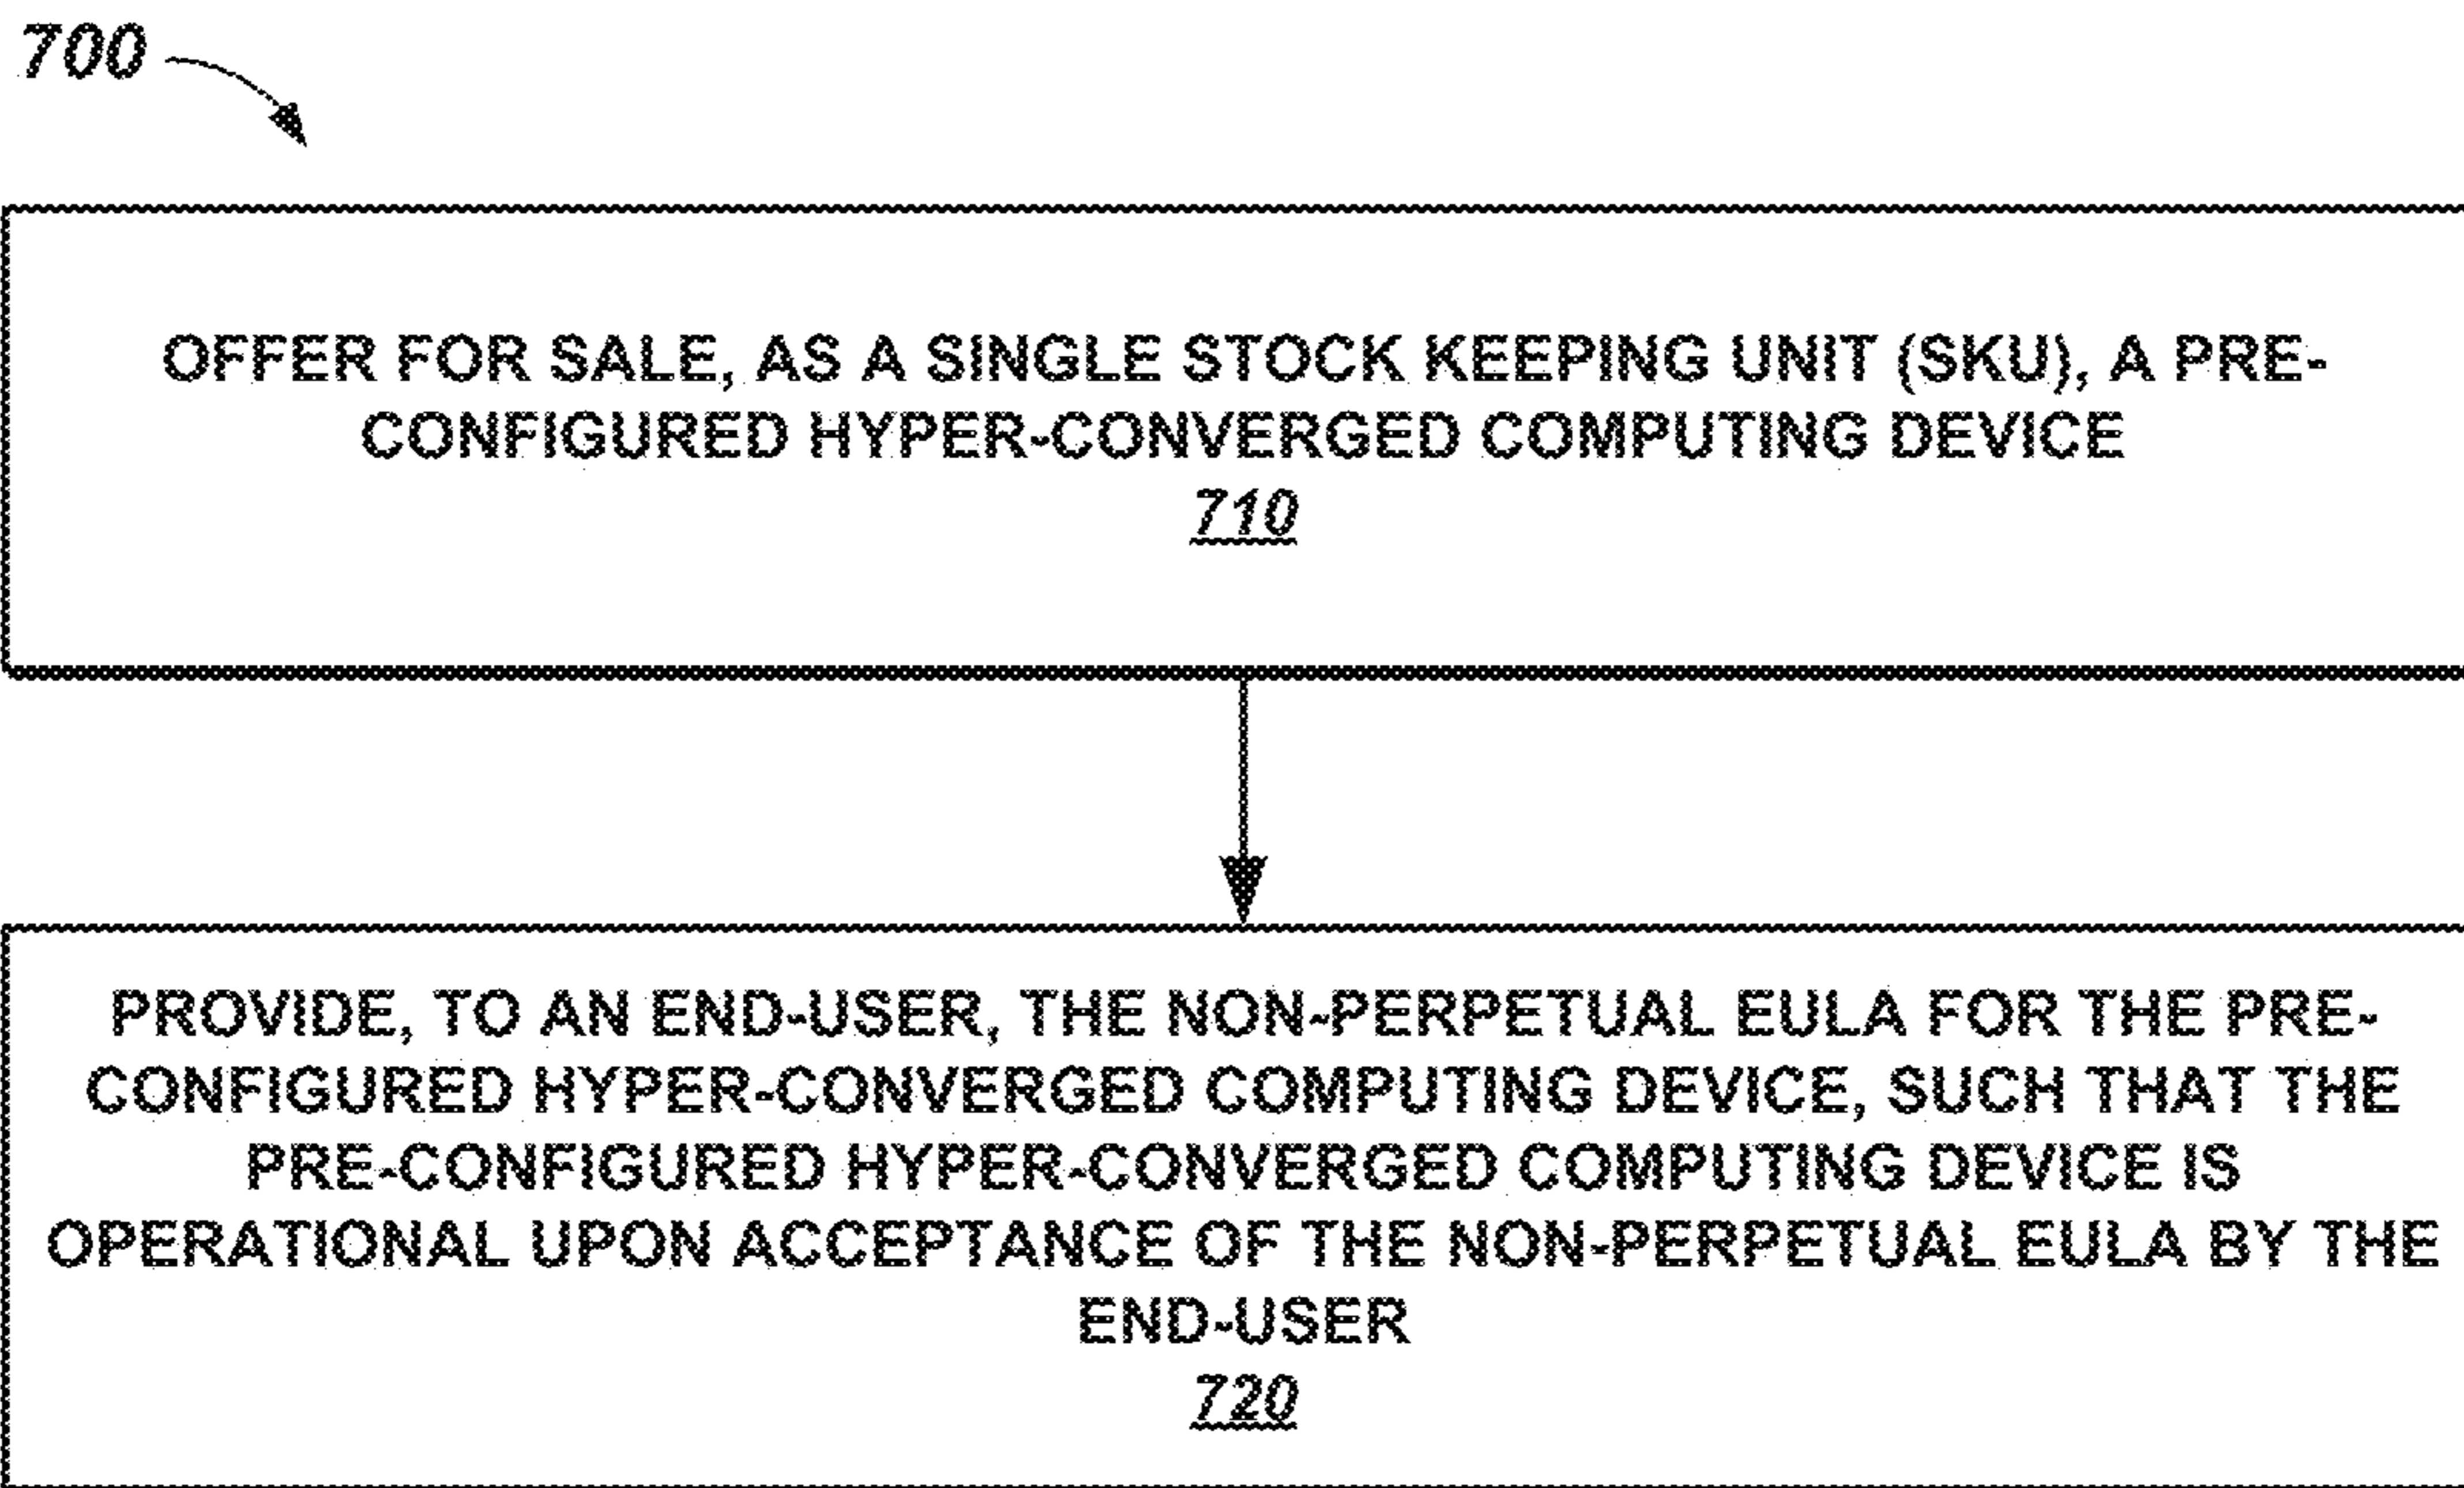 700
OFFER FOR SALE, AS A SINGLE STOCK KEEPING UNIT (SKU), A PRE-
CONFIGURED HYPER-CONVERGED COMPUTING DEVICE
710
PROVIDE, TO AN END-USER, THE NON-PERPETUAL EULA FOR THE PRE-
CONFIGURED HYPER-CONVERGED COMPUTING DEVICE, SUCH THAT THE
PRE-CONFIGURED HYPER-CONVERGED COMPUTING DEVICE IS
OPERATIONAL UPON ACCEPTANCE OF THE NON-PERPETUAL EULA BY THE
END-USER
720